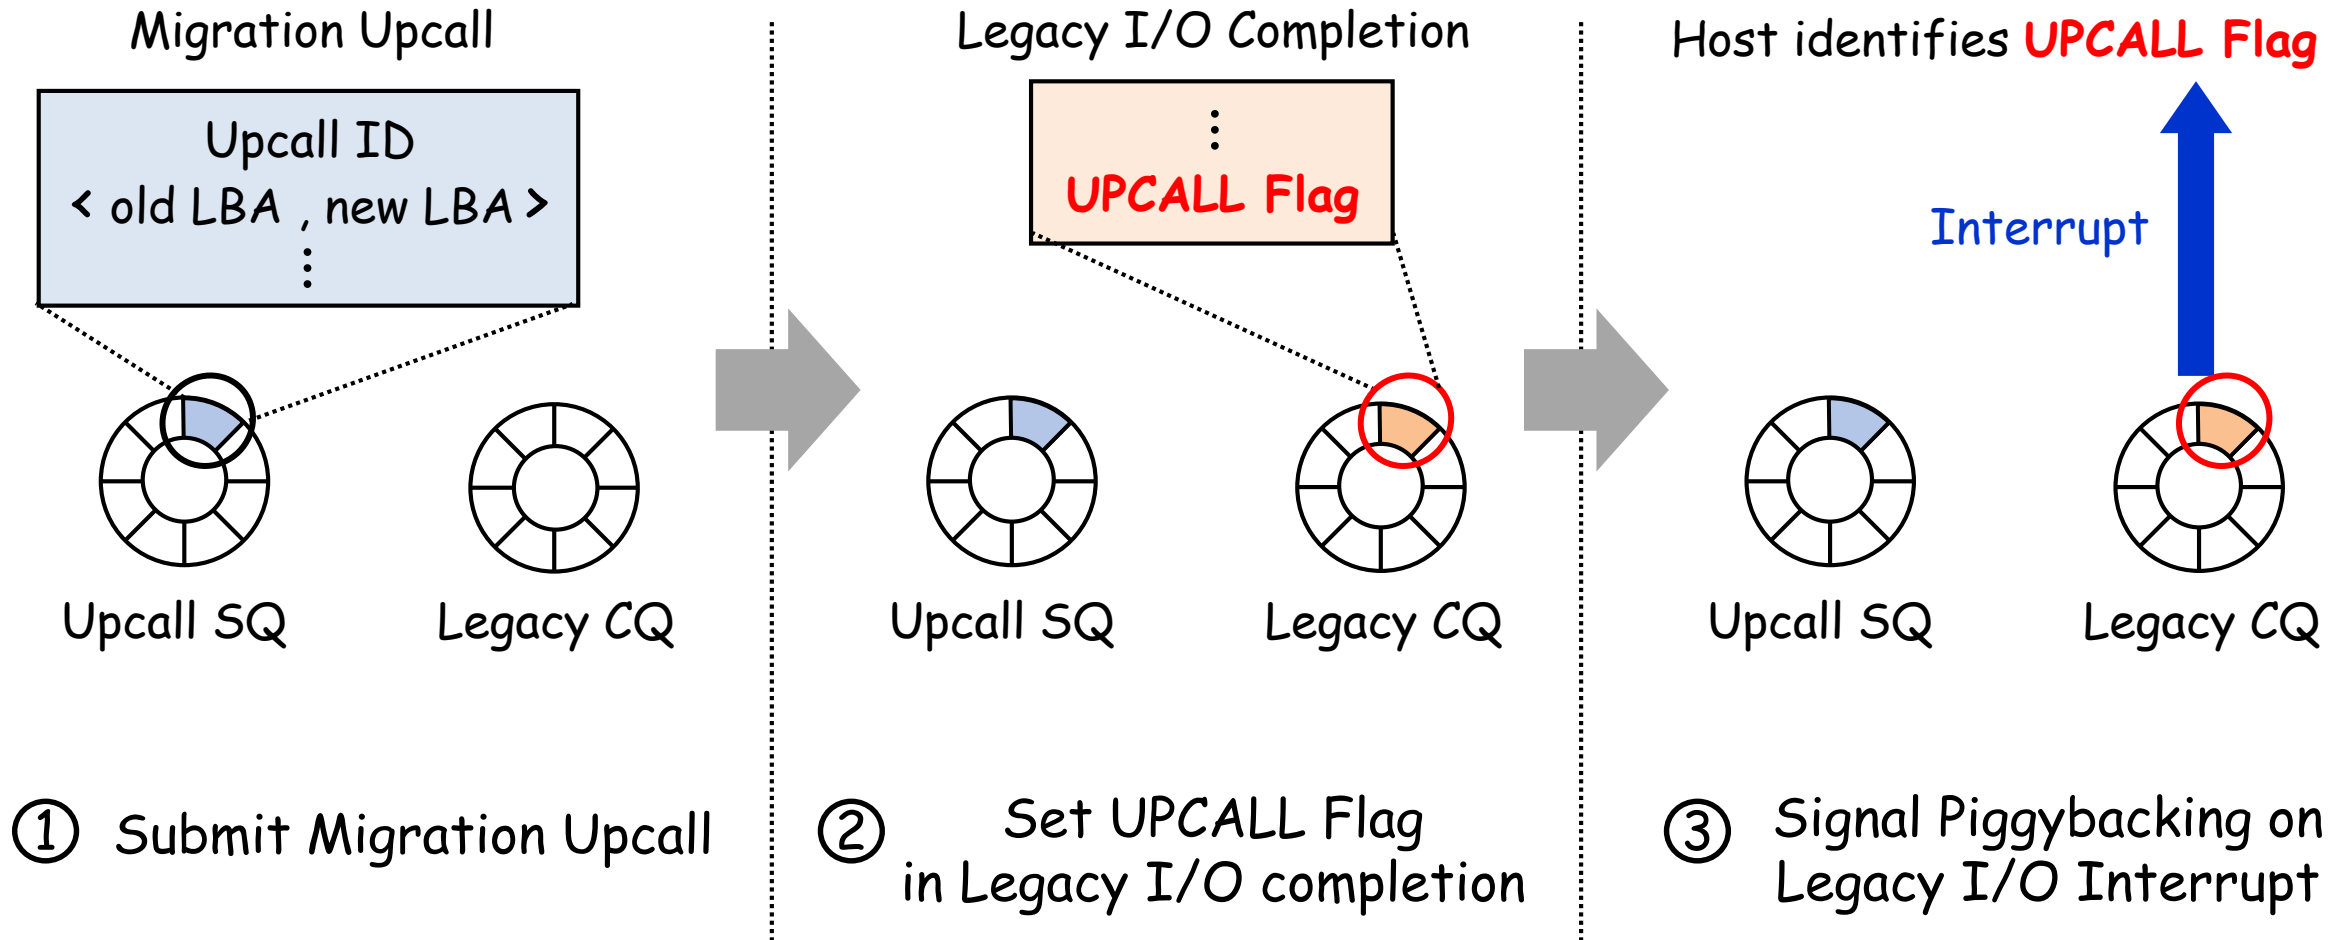 Migration Upcall
Upcall ID
< old LBA , new LBA >
⋮
Upcall SQ
Legacy CQ
① Submit Migration Upcall
Legacy I/O Completion
⋮
UPCALL Flag
Upcall SQ
Legacy CQ
② Set UPCALL Flag
in Legacy I/O completion
Host identifies UPCALL Flag
Interrupt
Upcall SQ
Legacy CQ
③ Signal Piggybacking on
Legacy I/O Interrupt